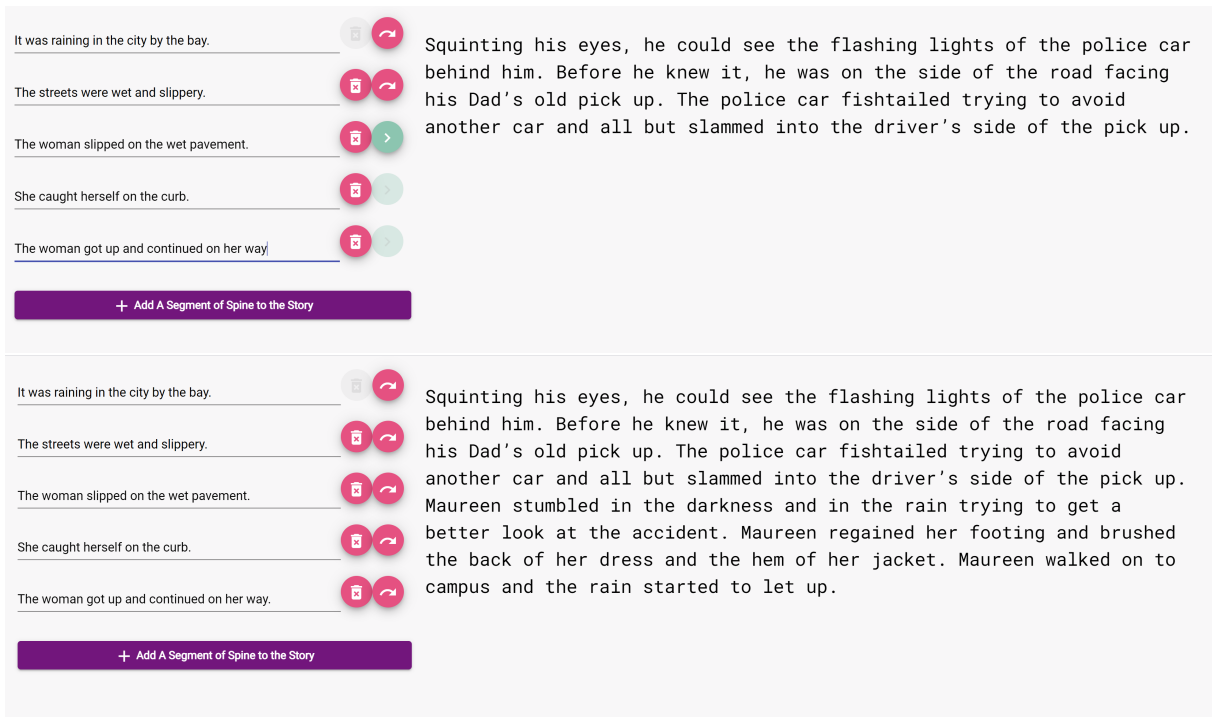 It was raining in the city by the bay.
The streets were wet and slippery.
The woman slipped on the wet pavement.
She caught herself on the curb.
The woman got up and continued on her way
+ Add A Segment of Spine to the Story
Squinting his eyes, he could see the flashing lights of the police car
behind him. Before he knew it, he was on the side of the road facing
his Dad’s old pick up. The police car fishtailed trying to avoid
another car and all but slammed into the driver’s side of the pick up.
It was raining in the city by the bay.
The streets were wet and slippery.
The woman slipped on the wet pavement.
She caught herself on the curb.
The woman got up and continued on her way.
+ Add A Segment of Spine to the Story
Squinting his eyes, he could see the flashing lights of the police car
behind him. Before he knew it, he was on the side of the road facing
his Dad’s old pick up. The police car fishtailed trying to avoid
another car and all but slammed into the driver’s side of the pick up.
Maureen stumbled in the darkness and in the rain trying to get a
better look at the accident. Maureen regained her footing and brushed
the back of her dress and the hem of her jacket. Maureen walked on to
campus and the rain started to let up.